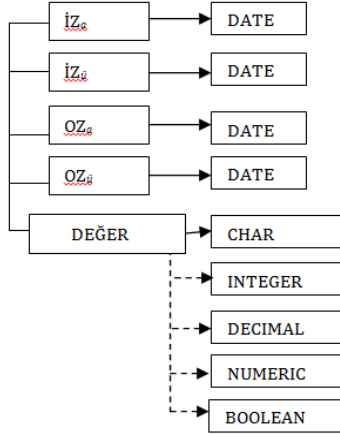 İZa DATE
İZü DATE
OZa DATE
OZü DATE
DEĞER CHAR
INTEGER
DECIMAL
NUMERIC
BOOLEAN